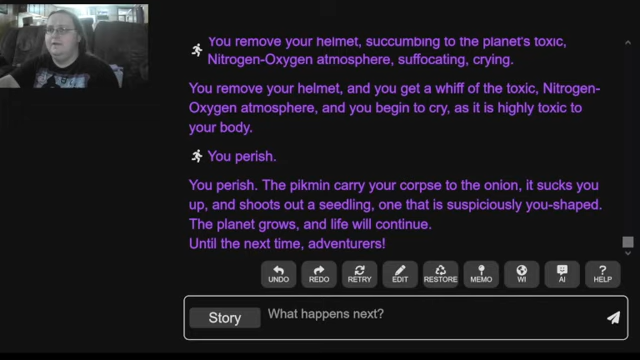 You remove your helmet, succumbing to the planet's toxic,
Nitrogen-Oxygen atmosphere, suffocating, crying.
You remove your helmet, and you get a whiff of the toxic, Nitrogen-
Oxygen atmosphere, and you begin to cry, as it is highly toxic to
your body.
You perish.
You perish. The pikmin carry your corpse to the onion, it sucks you
up, and shoots out a seedling, one that is suspiciously you-shaped.
The planet grows, and life will continue.
Until the next time, adventurers!
UNDO REDO RETRY EDIT RESTORE MEMO WI AI HELP
Story What happens next?